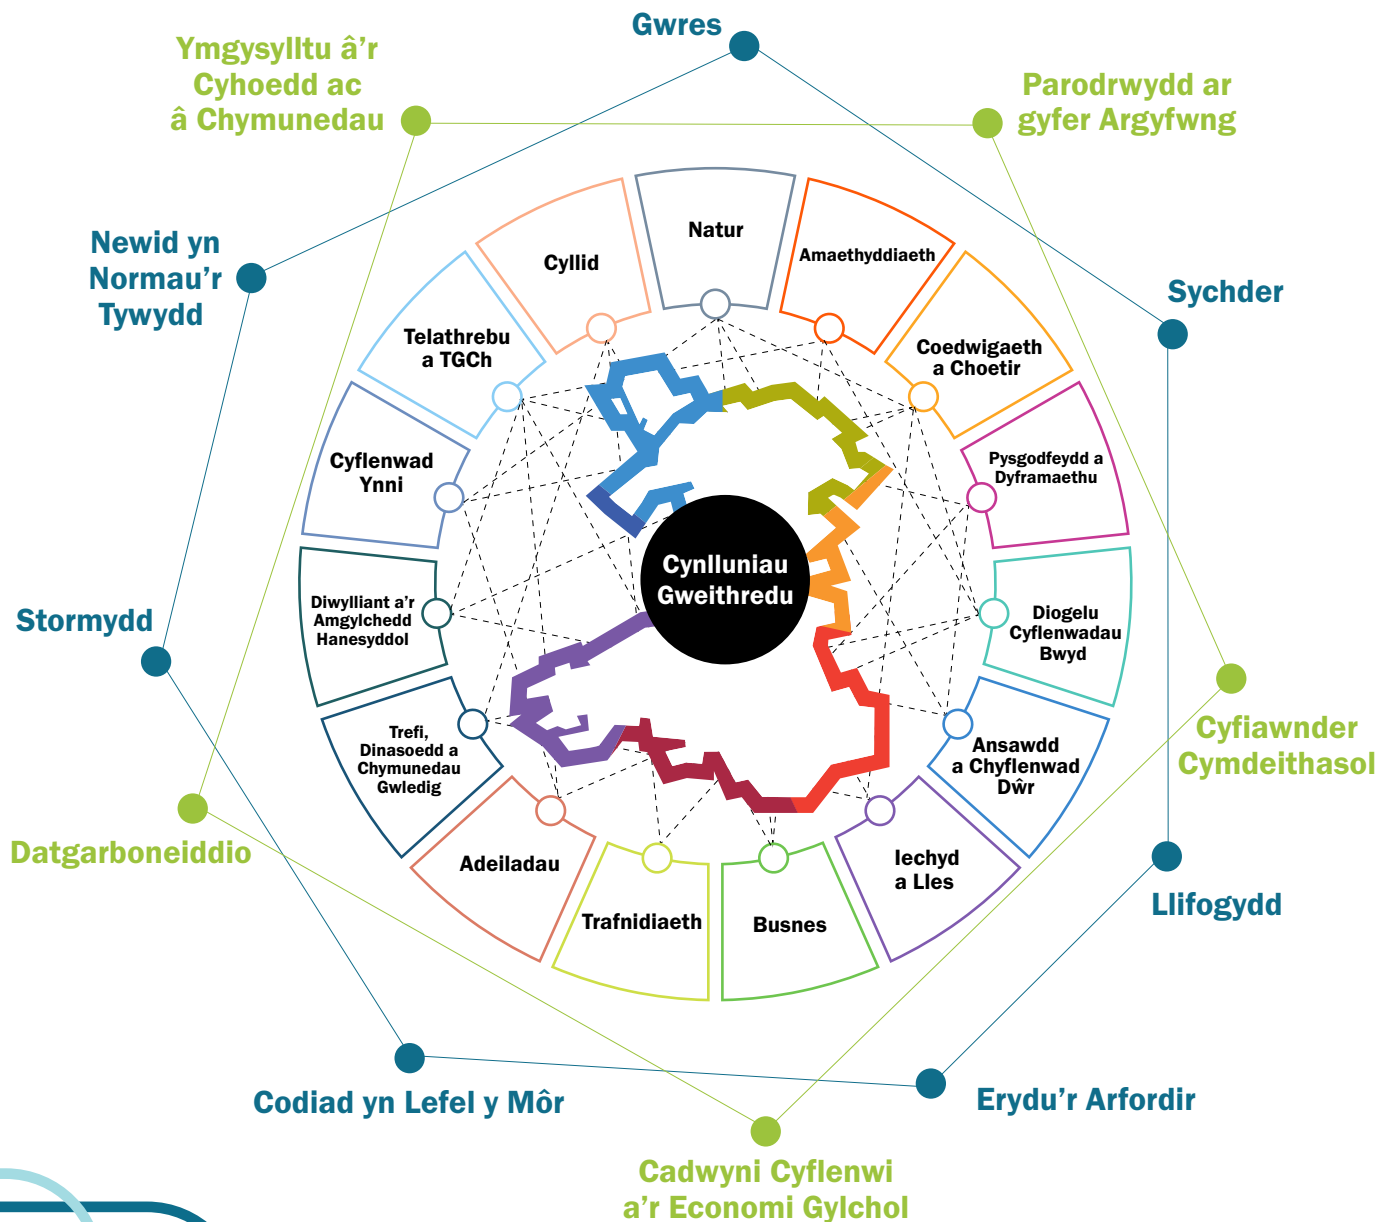 Gwres
Ymgysylltu â’r
Cyhoedd ac
â Chymunedau
Parodrwydd ar
gyfer Argyfwng
Newid yn
Normau’r
Tywydd
Sychder
Natur
Amaethyddiaeth
Cyllid
Coedwigaeth
a Choetir
Telathrebu
a TGCh
Pysgodfeydd a
Dyframaethu
Cyflenwad
Ynni
Cynlluniau
Gweithredu
Diwylliant a’r
Amgylchedd
Hanesyddol
Diogelu
Cyflenwadau
Bwyd
Stormydd
Cyfiawnder
Cymdeithasol
Trefi,
Dinasoedd a
Chymunedau
Gwledig
Ansawdd
a Chyflenwad
Dŵr
Datgarboneiddio
Adeiladau
Iechyd
a Lles
Trafnidiaeth
Busnes
Llifogydd
Codiad yn Lefel y Môr
Erydu’r Arfordir
Cadwyni Cyflenwi
a’r Economi Gylchol